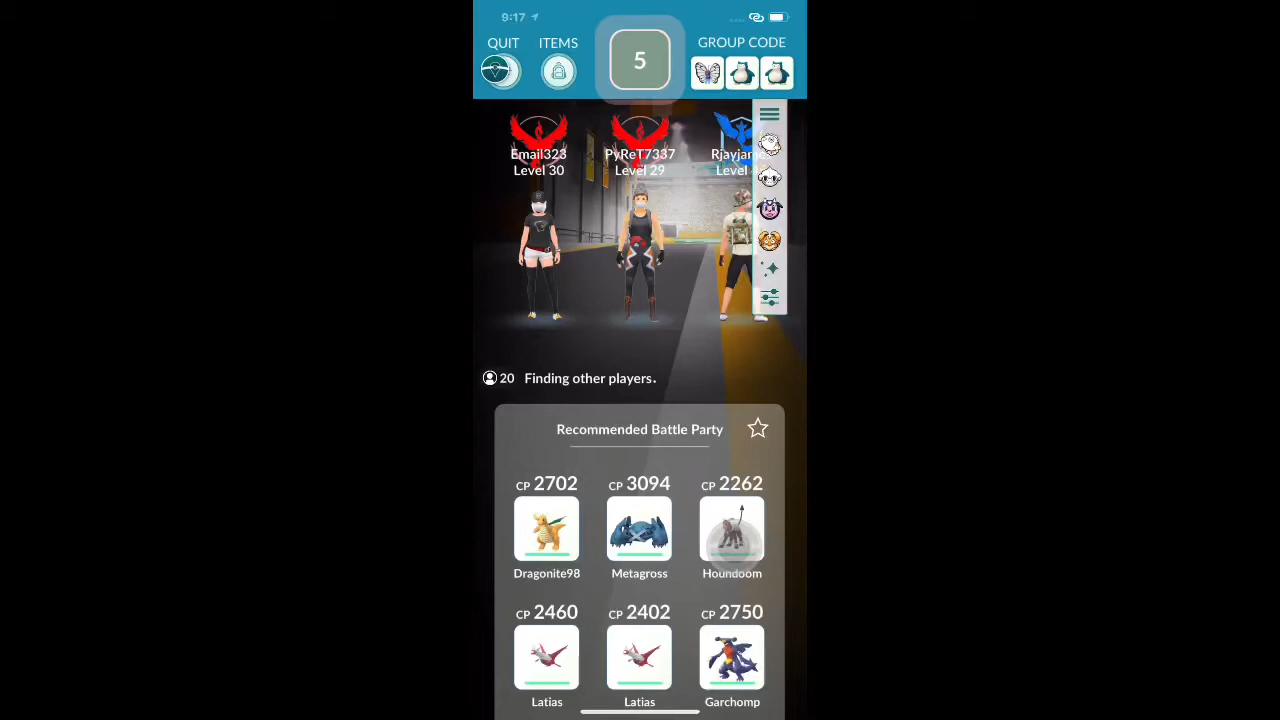 9:17
QUIT
ITEMS
5
GROUP CODE
Email323
Level 30
PyReT7337
Level 29
Level
20 Finding other players.
Recommended Battle Party
CP 2702
CP 3094
CP 2262
Dragonite98
Metagross
Houndoom
CP 2460
CP 2402
CP 2750
Latias
Latias
Garchomp